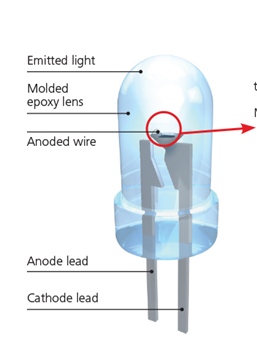 Emitted light
Molded
epoxy lens
Anoded wire
Anode lead
Cathode lead